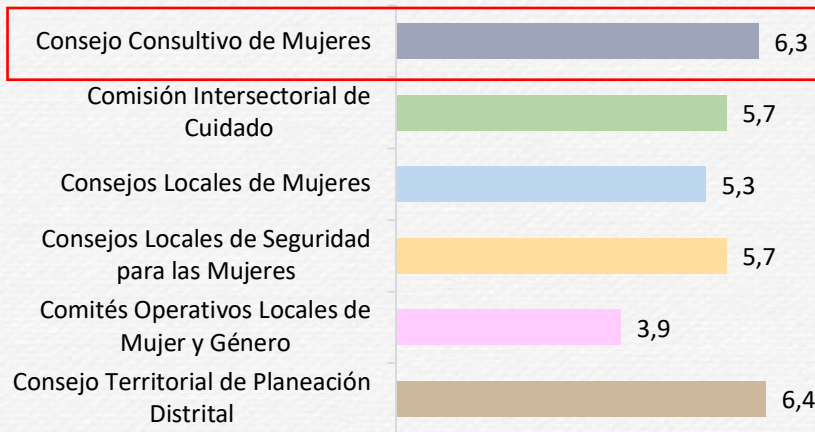 Consejo Consultivo de Mujeres 6,3
Comisión Intersectorial de
Cuidado 5,7
Consejos Locales de Mujeres 5,3
Consejos Locales de Seguridad
para las Mujeres 5,7
Comités Operativos Locales de
Mujer y Género 3,9
Consejo Territorial de Planeación
Distrital 6,4